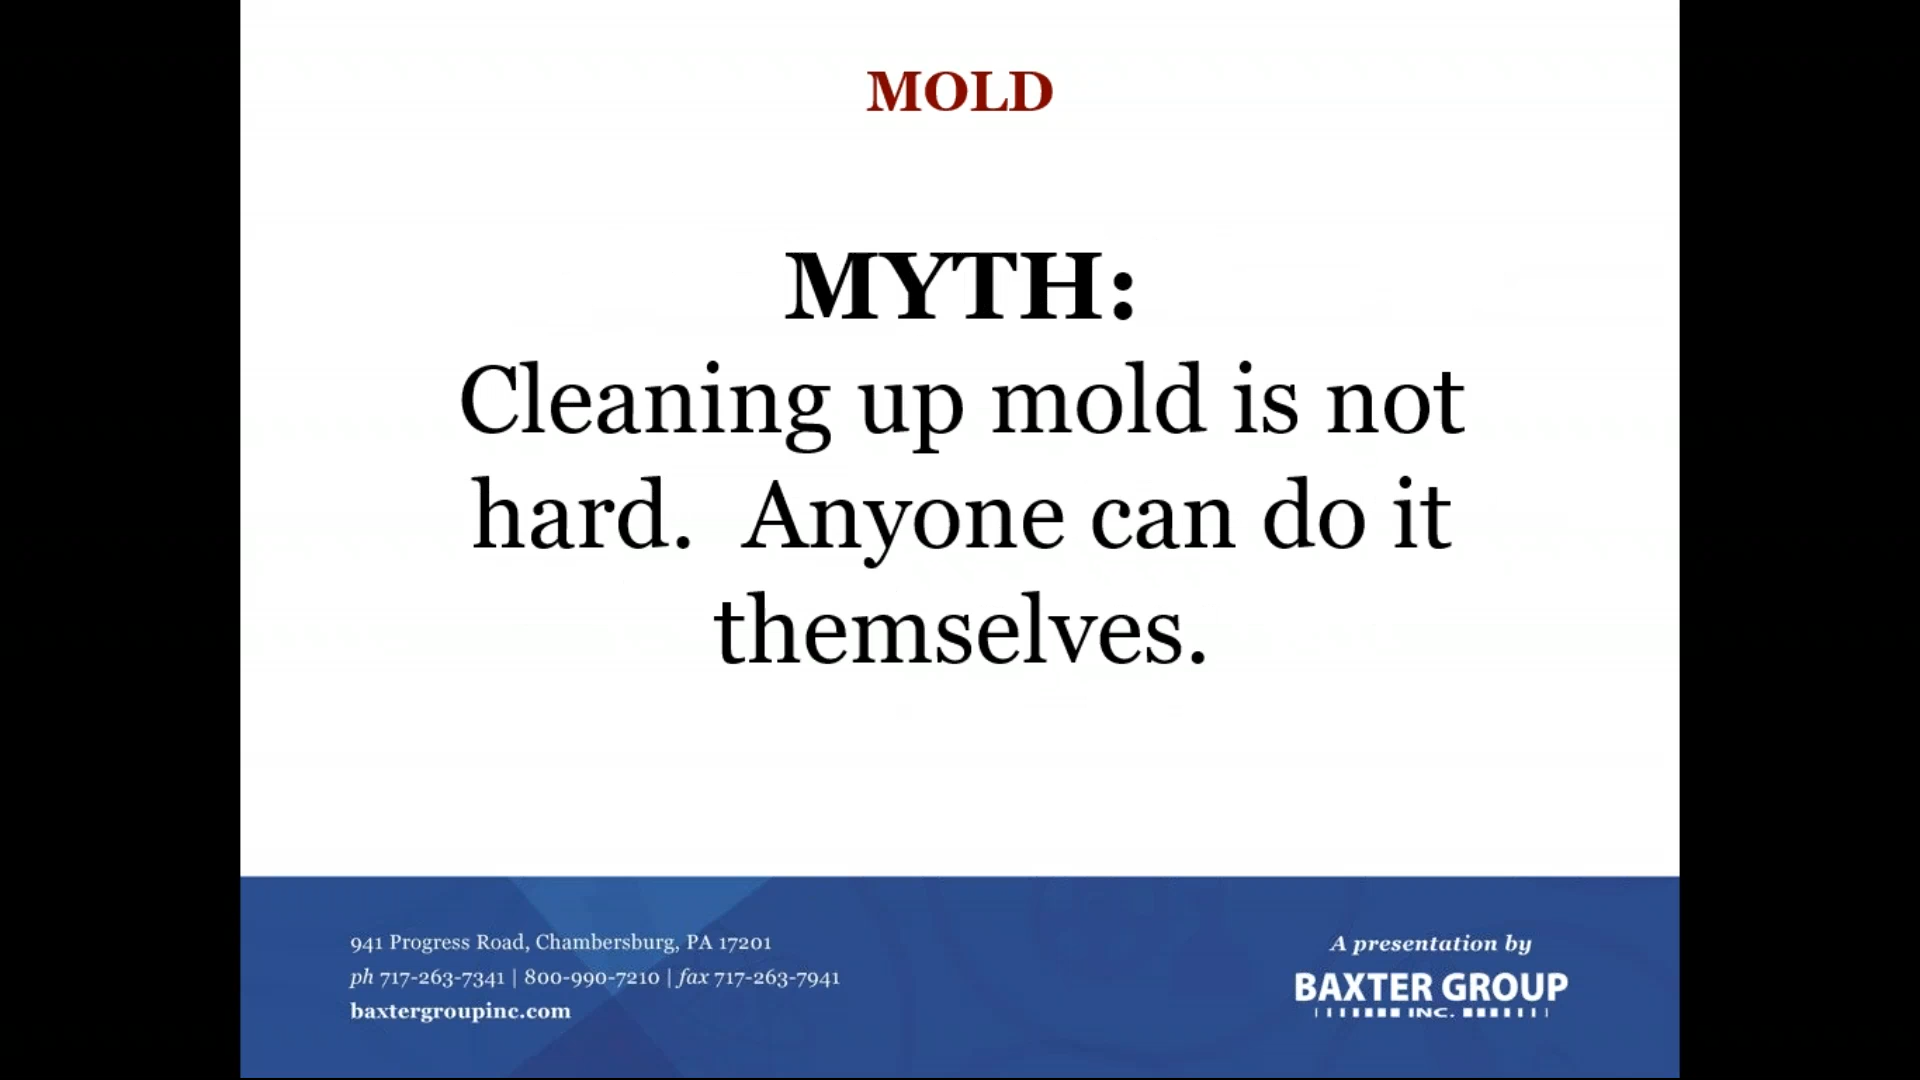 MOLD
MYTH:
Cleaning up mold is not
hard.  Anyone can do it
themselves.
941 Progress Road, Chambersburg, PA 17201
ph 717-263-7341 | 800-990-7210 | fax 717-263-7941
baxtergroupinc.com
A presentation by
BAXTER GROUP
INC.